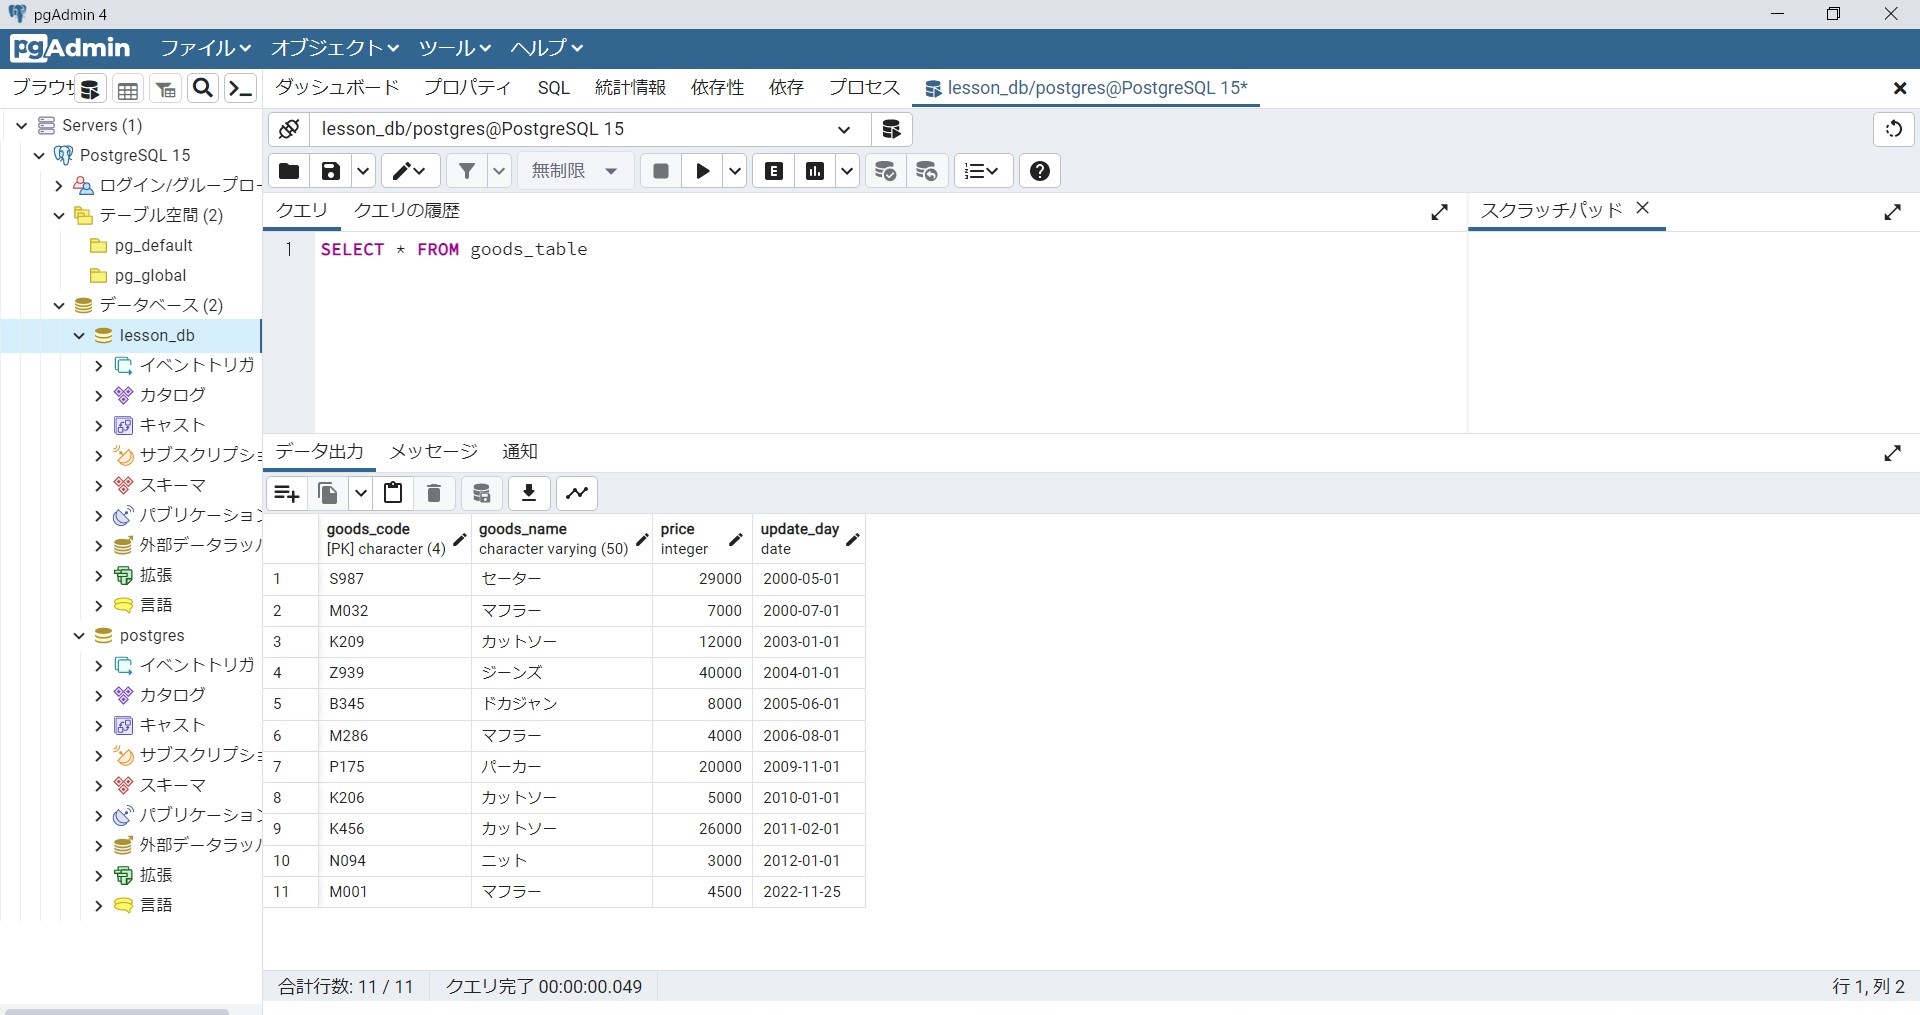 pgAdmin 4
pgAdmin ファイル オブジェクト ツール ヘルプ
ブラウサ
ダッシュボード プロパティ SQL 統計情報 依存性 依存 プロセス lesson_db/postgres@PostgreSQL 15*
Servers (1)
PostgreSQL 15
ログイン/グループロー
テーブル空間 (2)
pg_default
pg_global
データベース (2)
lesson_db
イベントトリガ
カタログ
キャスト
サブスクリプショ
スキーマ
パブリケーション
外部データラッパ
拡張
言語
postgres
イベントトリガ
カタログ
キャスト
サブスクリプショ
スキーマ
パブリケーション
外部データラッパ
拡張
言語
lesson_db/postgres@PostgreSQL 15
無制限 E
クエリ クエリの履歴 スクラッチパッド
1 SELECT * FROM goods_table
データ出力 メッセージ 通知
goods_code goods_name price update_day
[PK] character (4) character varying (50) integer date
1 S987 セーター 29000 2000-05-01
2 M032 マフラー 7000 2000-07-01
3 K209 カットソー 12000 2003-01-01
4 Z939 ジーンズ 40000 2004-01-01
5 B345 ドカジャン 8000 2005-06-01
6 M286 マフラー 4000 2006-08-01
7 P175 パーカー 20000 2009-11-01
8 K206 カットソー 5000 2010-01-01
9 K456 カットソー 26000 2011-02-01
10 N094 ニット 3000 2012-01-01
11 M001 マフラー 4500 2022-11-25
合計行数: 11 / 11 クエリ完了 00:00:00.049 行 1, 列 2